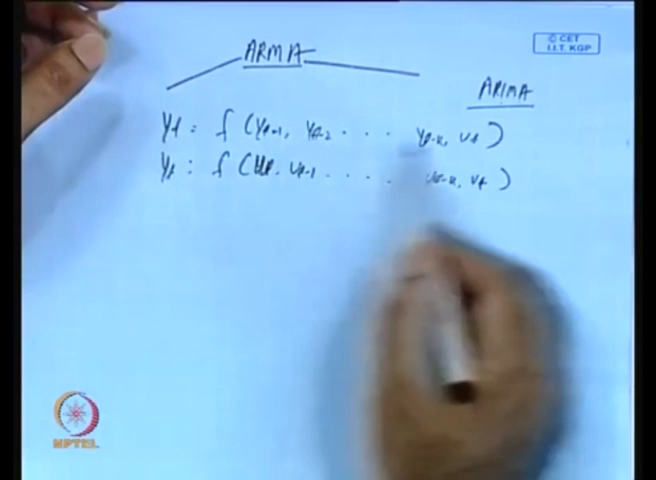 ARMA
© CET
I.I.T. KGP
ARIMA
Yt = f (Yt-1, Yt-2 . . . Yt-k, Ut)
Yt = f (Ut, Ut-1 . . . . Ut-k, Ut)
NPTEL